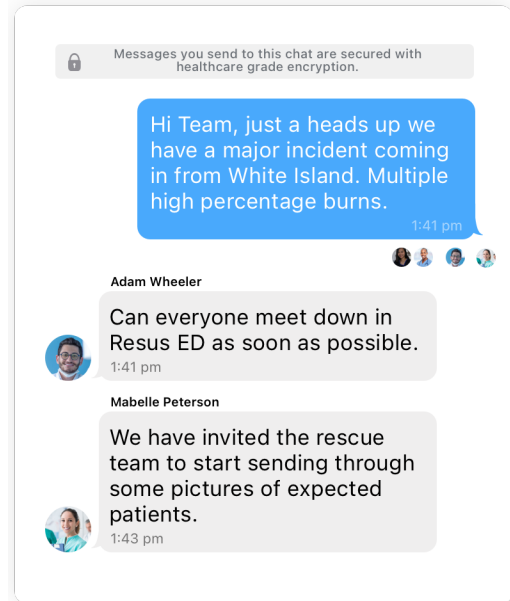 Messages you send to this chat are secured with
healthcare grade encryption.
Hi Team, just a heads up we
have a major incident coming
in from White Island. Multiple
high percentage burns.
1:41 pm
Adam Wheeler
Can everyone meet down in
Resus ED as soon as possible.
1:41 pm
Mabelle Peterson
We have invited the rescue
team to start sending through
some pictures of expected
patients.
1:43 pm